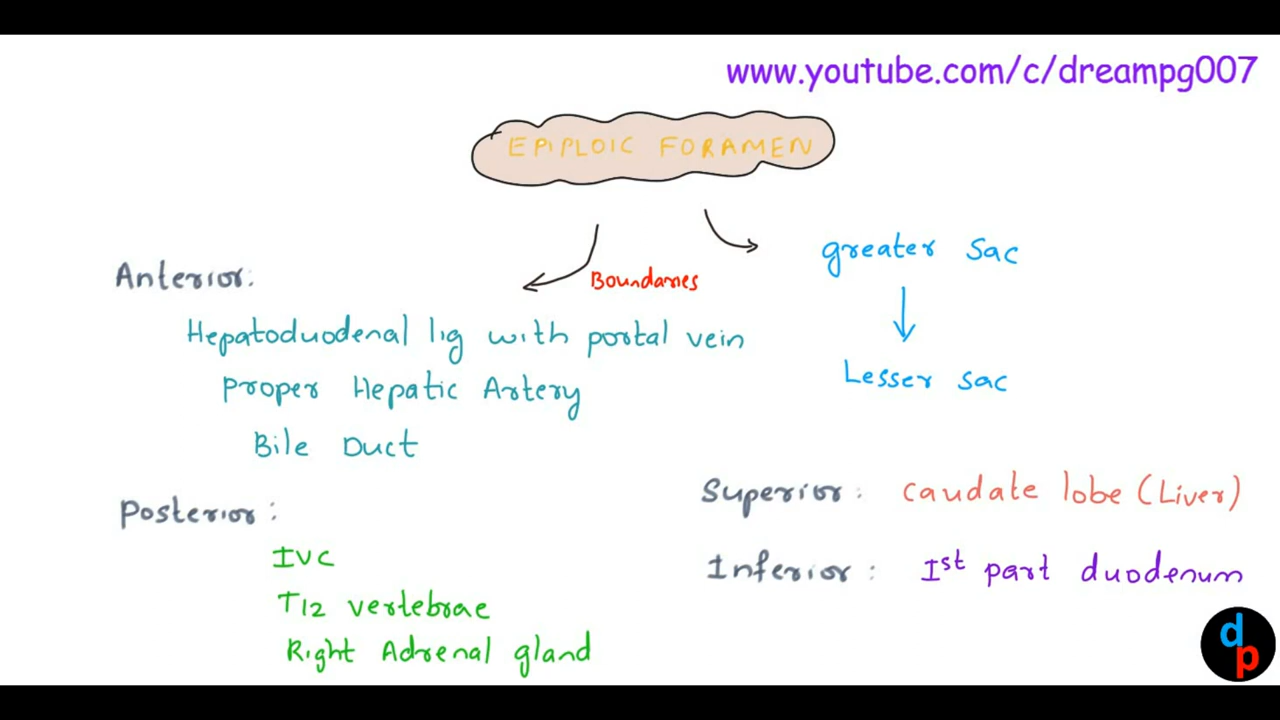 www.youtube.com/c/dreampg007
EPIPLOIC FORAMEN
Boundaries
Anterior:
Hepatoduodenal lig with portal vein
Proper Hepatic Artery
Bile Duct
Posterior:
IVC
T12 vertebrae
Right Adrenal gland
greater sac
Lesser sac
Superior: caudate lobe (Liver)
Inferior: Ist part duodenum
dp